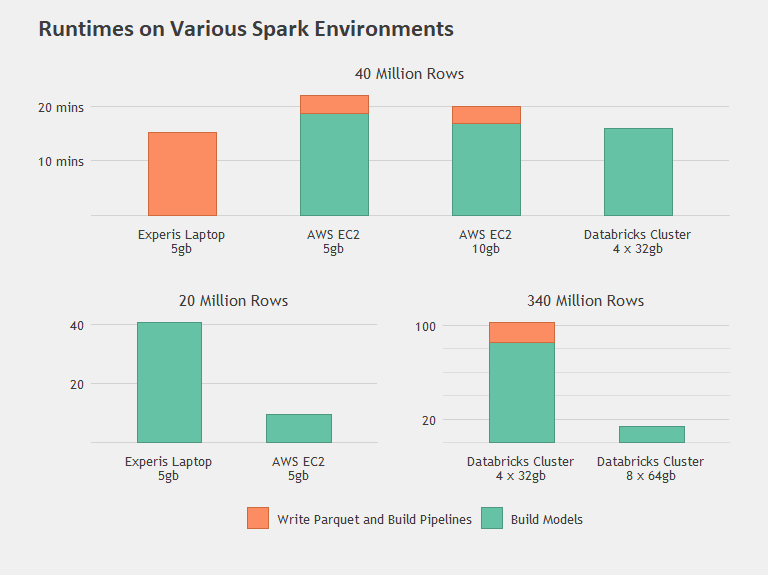 Runtimes on Various Spark Environments
40 Million Rows
20 mins
10 mins
Experis Laptop
5gb
AWS EC2
5gb
AWS EC2
10gb
Databricks Cluster
4 x 32gb
20 Million Rows
40
20
Experis Laptop
5gb
AWS EC2
5gb
340 Million Rows
100
20
Databricks Cluster
4 x 32gb
Databricks Cluster
8 x 64gb
Write Parquet and Build Pipelines
Build Models